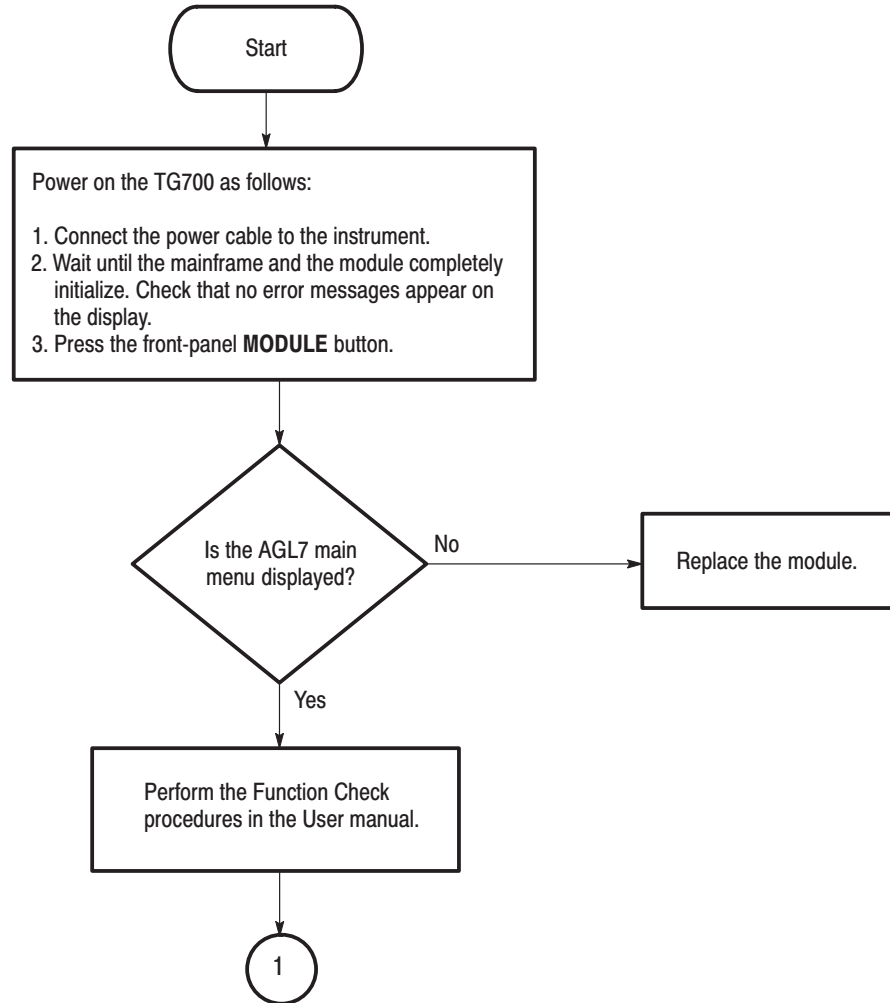 Start
Power on the TG700 as follows:
1. Connect the power cable to the instrument.
2. Wait until the mainframe and the module completely
initialize. Check that no error messages appear on
the display.
3. Press the front-panel MODULE button.
Is the AGL7 main
menu displayed?
No
Replace the module.
Yes
Perform the Function Check
procedures in the User manual.
1